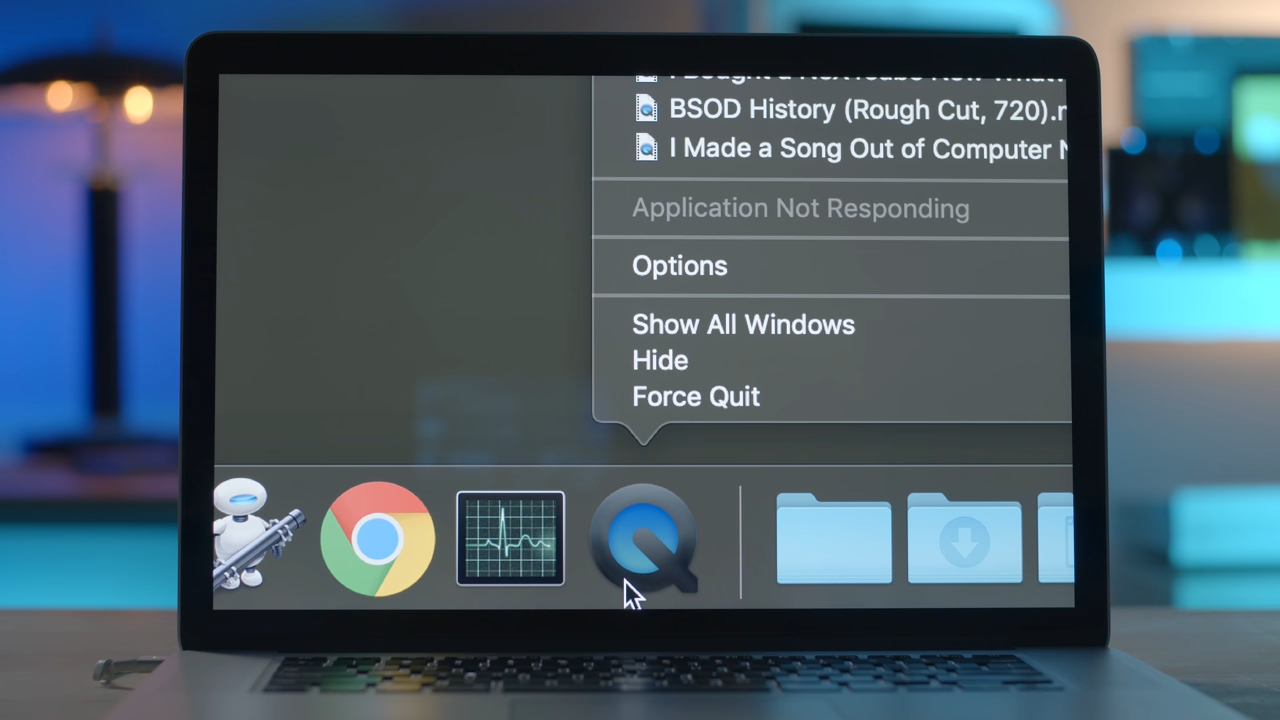 BSOD History (Rough Cut, 720).
I Made a Song Out of Computer
Application Not Responding
Options
Show All Windows
Hide
Force Quit